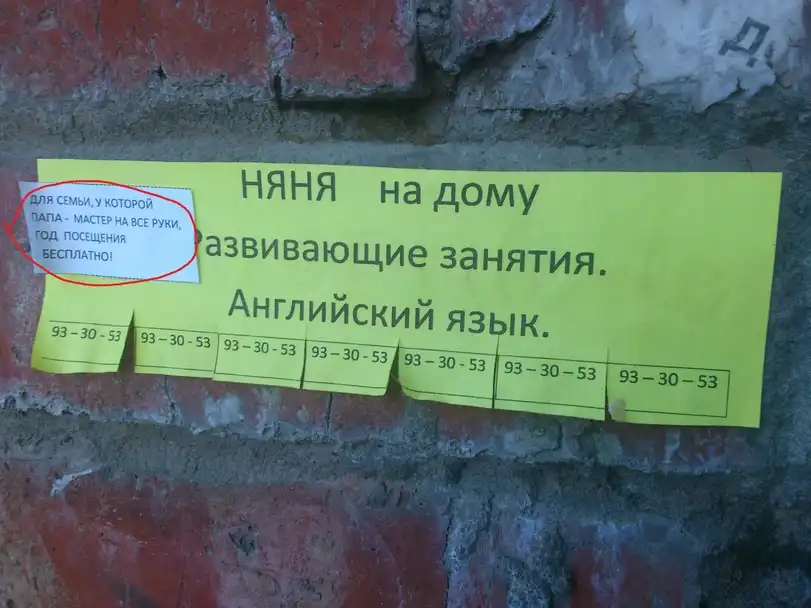 НЯНЯ на дому
Развивающие занятия.
Английский язык.
ДЛЯ СЕМЬИ, У КОТОРОЙ
ПАПА - МАСТЕР НА ВСЕ РУКИ,
ГОД ПОСЕЩЕНИЯ
БЕСПЛАТНО!
93 – 30 - 53
93 – 30 - 53
93 – 30 - 53
93 – 30 - 53
93 – 30 - 53
93 – 30 – 53
93 – 30 – 53